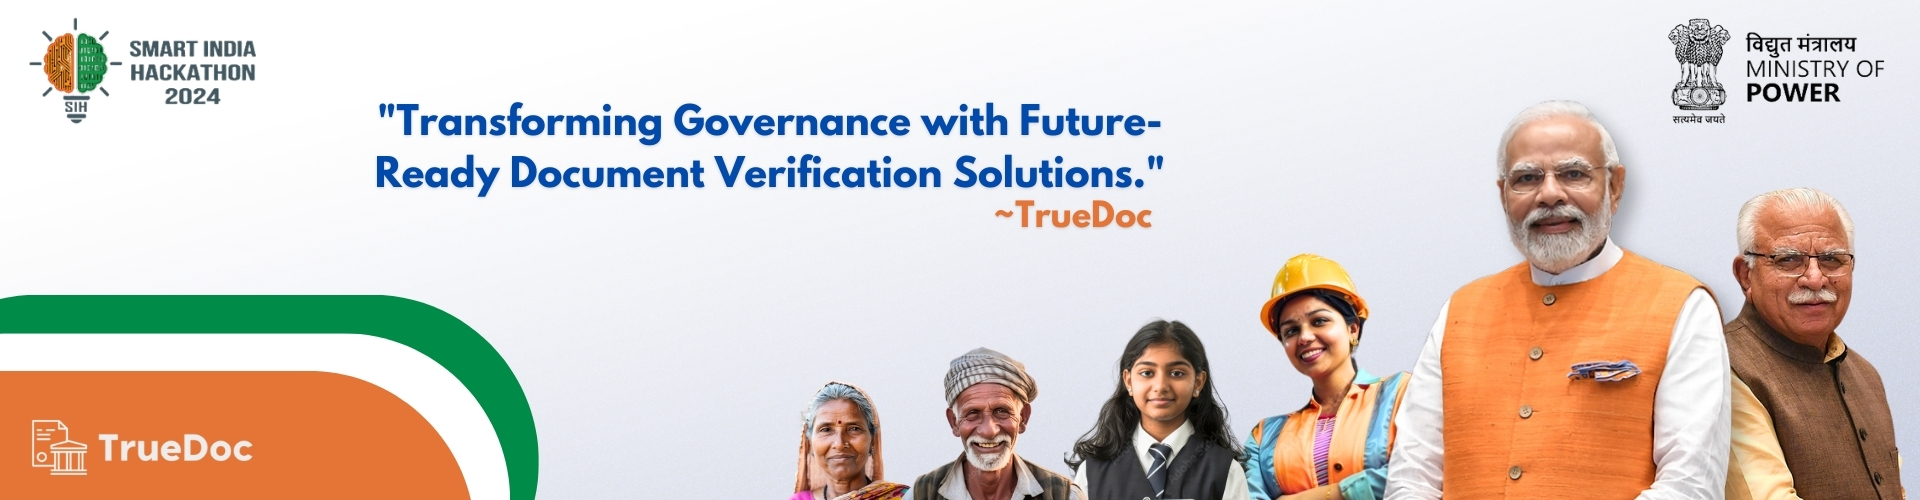 SMART INDIA
HACKATHON
2024
SIH
"Transforming Governance with Future-
Ready Document Verification Solutions."
~TrueDoc
विद्युत मंत्रालय
MINISTRY OF
POWER
सत्यमेव जयते
TrueDoc